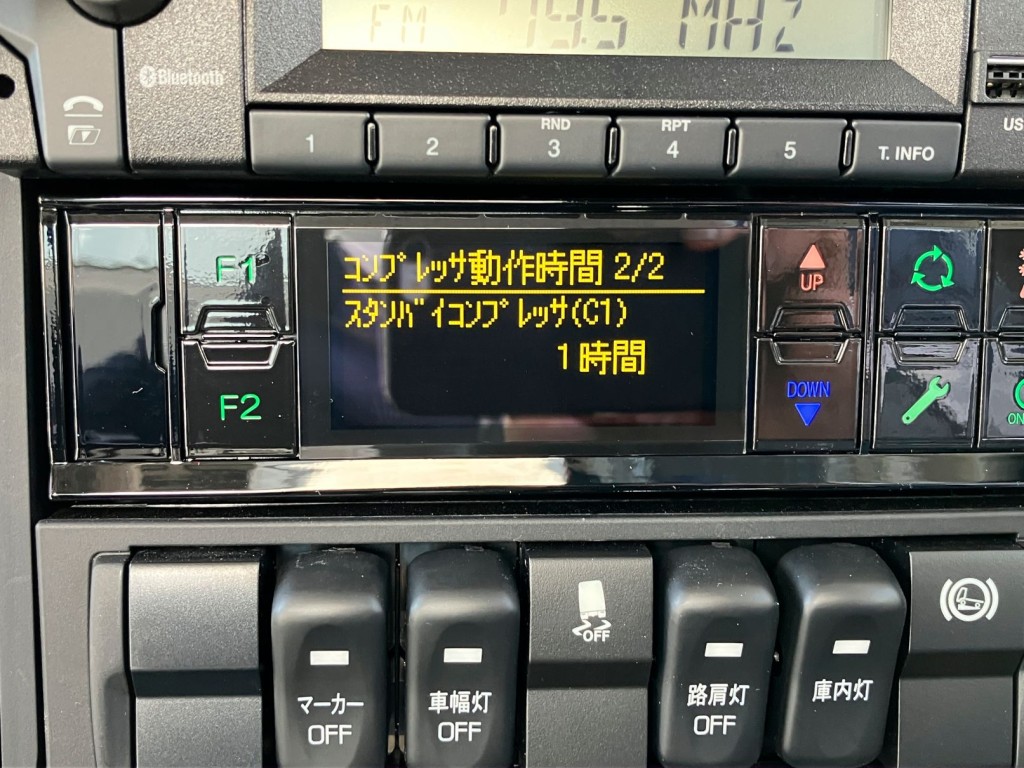 FM 79.5 MHZ
Bluetooth
1
2
RND
3
RPT
4
5
T. INFO
US
F1
F2
ｺﾝﾌﾟﾚｯｻ動作時間 2/2
ｽﾀﾝﾊﾞｲｺﾝﾌﾟﾚｯｻ(C1)
1時間
UP
DOWN
ON
OFF
マーカー
OFF
車幅灯
OFF
路肩灯
OFF
庫内灯